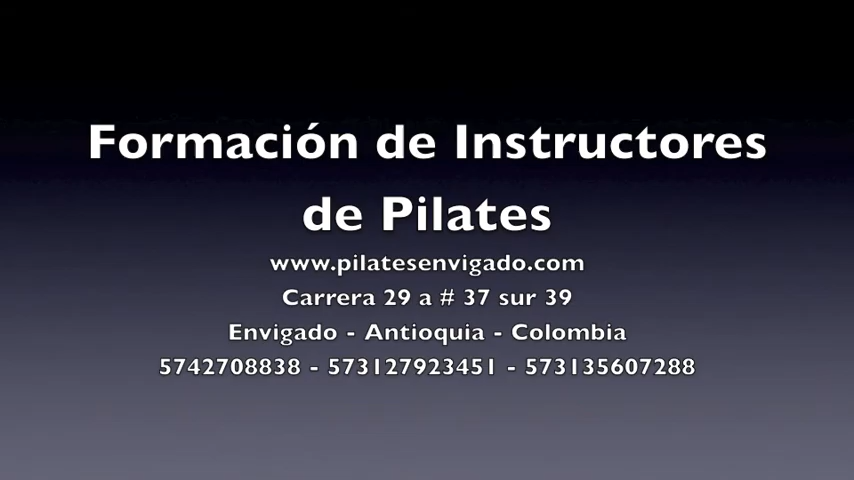 Formación de Instructores
de Pilates
www.pilatesenvigado.com
Carrera 29 a # 37 sur 39
Envigado - Antioquia - Colombia
5742708838 - 573127923451 - 573135607288